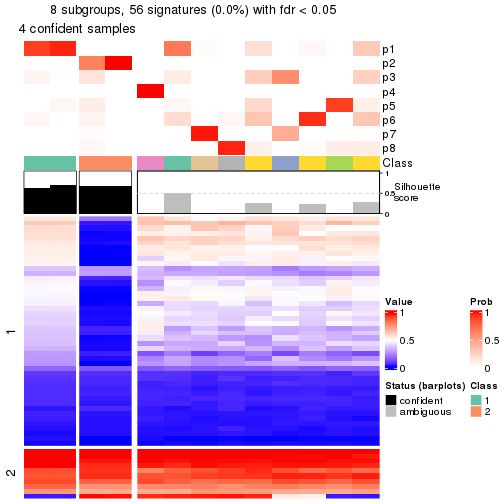 8 subgroups, 56 signatures (0.0%) with fdr < 0.05
4 confident samples
p1
p2
p3
p4
p5
p6
p7
p8
Class
1
0.5
0
Silhouette
score
1
2
Value
1
0.5
0
Prob
1
0.5
0
Status (barplots)
confident
ambiguous
Class
1
2